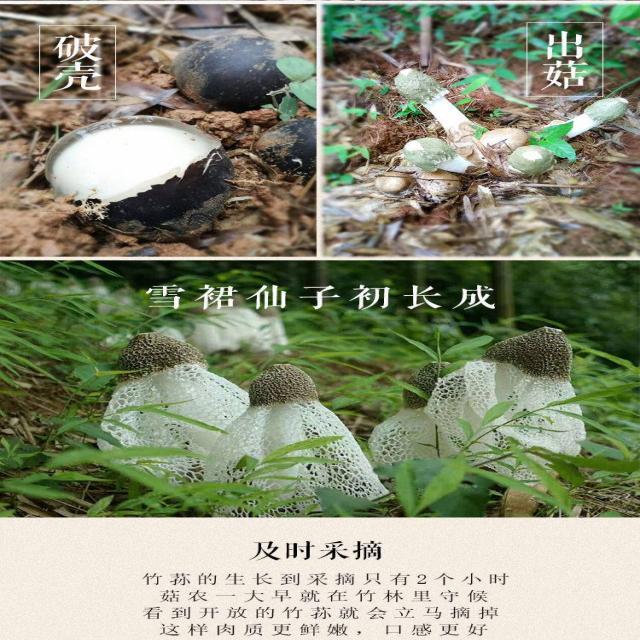 破壳
出菇
雪裙仙子初长成
及时采摘
竹荪的生长到采摘只有2个小时
菇农一大早就在竹林里守候
看到开放的竹荪就会立马摘掉
这样肉质更鲜嫩，口感更好